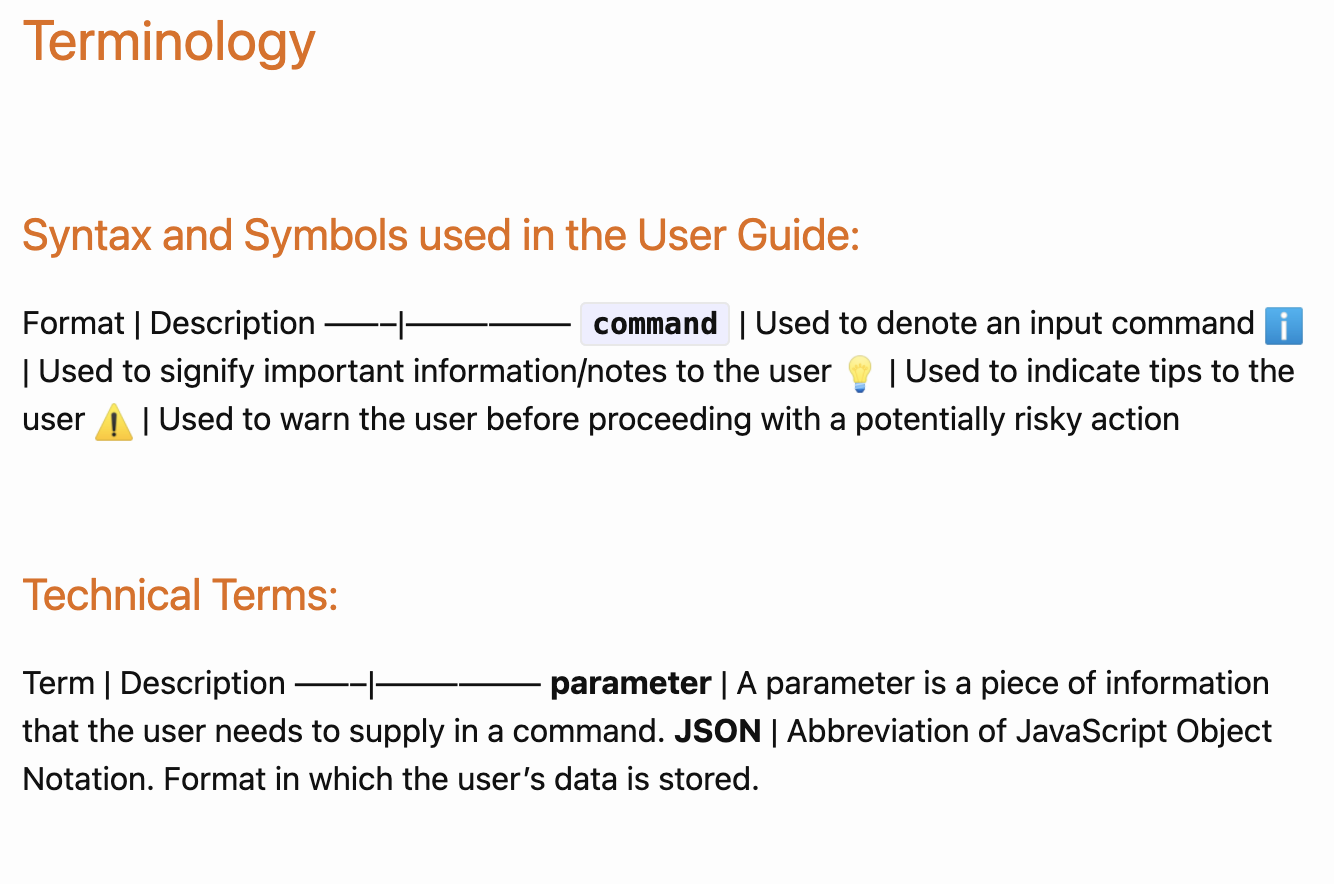 Terminology
Syntax and Symbols used in the User Guide:
Format | Description ——–|—————— command | Used to denote an input command ℹ️
| Used to signify important information/notes to the user 💡 | Used to indicate tips to the
user ⚠️ | Used to warn the user before proceeding with a potentially risky action
Technical Terms:
Term | Description ——–|—————— parameter | A parameter is a piece of information
that the user needs to supply in a command. JSON | Abbreviation of JavaScript Object
Notation. Format in which the user’s data is stored.